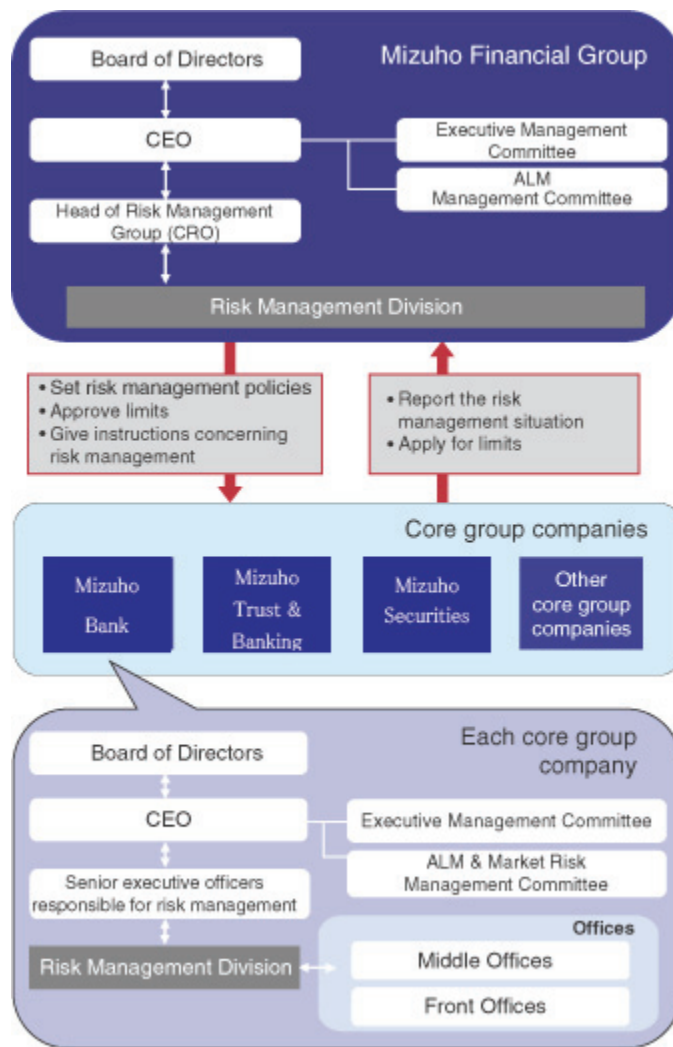 Mizuho Financial Group
Board of Directors
CEO
Executive Management
Committee
ALM
Management Committee
Head of Risk Management
Group (CRO)
Risk Management Division
• Set risk management policies
• Approve limits
• Give instructions concerning
risk management
• Report the risk
management situation
• Apply for limits
Core group companies
Mizuho
Bank
Mizuho
Trust &
Banking
Mizuho
Securities
Other
core group
companies
Each core group
company
Board of Directors
CEO
Executive Management Committee
ALM & Market Risk
Management Committee
Senior executive officers
responsible for risk management
Risk Management Division
Offices
Middle Offices
Front Offices